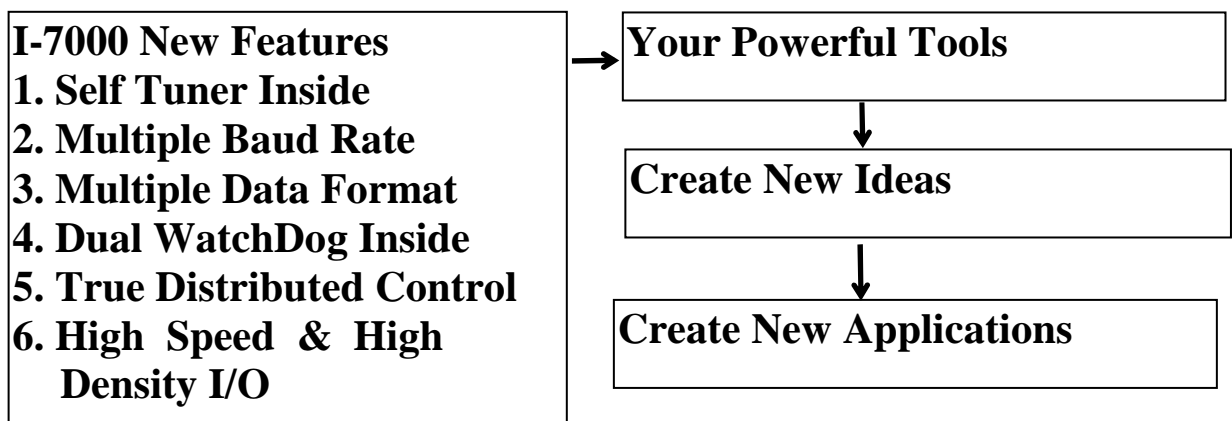 I-7000 New Features
1. Self Tuner Inside
2. Multiple Baud Rate
3. Multiple Data Format
4. Dual WatchDog Inside
5. True Distributed Control
6. High Speed & High
Density I/O
Your Powerful Tools
Create New Ideas
Create New Applications